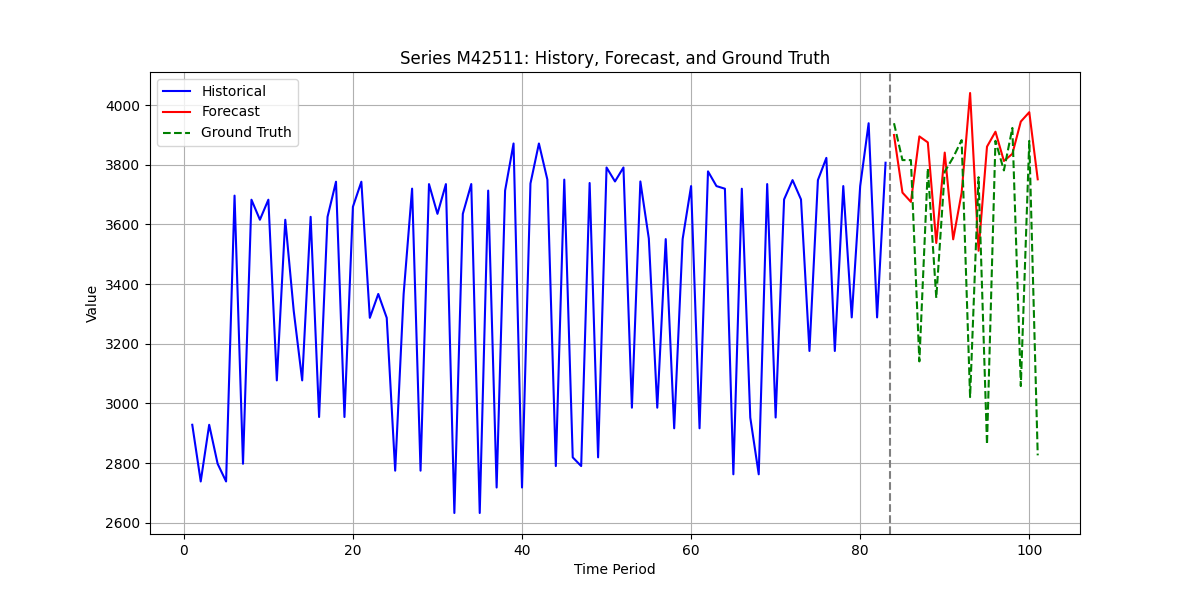 Series M42511: History, Forecast, and Ground Truth
Historical
Forecast
Ground Truth
4000
3800
3600
3400
3200
3000
2800
2600
Value
0 20 40 60 80 100
Time Period